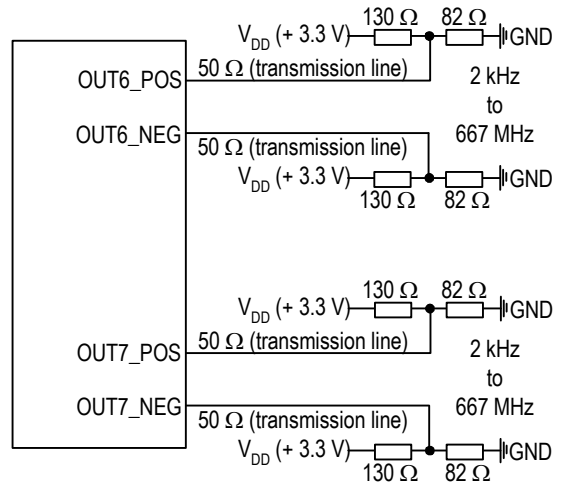 130 Ω 82 Ω
V_DD (+ 3.3 V) GND
OUT6_POS 50 Ω (transmission line) 2 kHz
to
OUT6_NEG 667 MHz
50 Ω (transmission line)
V_DD (+ 3.3 V) GND
130 Ω 82 Ω
130 Ω 82 Ω
V_DD (+ 3.3 V) GND
50 Ω (transmission line)
OUT7_POS 2 kHz
to
OUT7_NEG 667 MHz
50 Ω (transmission line)
V_DD (+ 3.3 V) GND
130 Ω 82 Ω